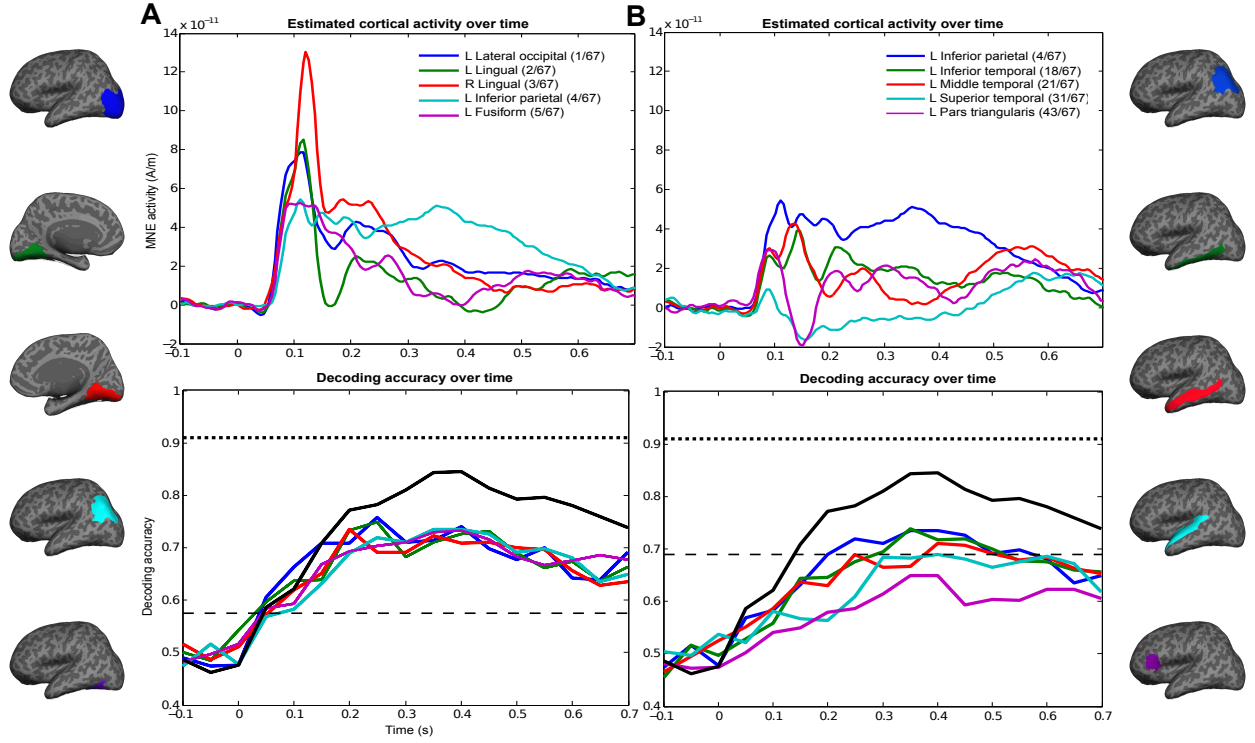 A
Estimated cortical activity over time
x 10⁻¹¹
14
12
10
8
6
4
2
0
−2
MNE activity (A/m)
L Lateral occipital (1/67)
L Lingual (2/67)
R Lingual (3/67)
L Inferior parietal (4/67)
L Fusiform (5/67)
−0.1 0 0.1 0.2 0.3 0.4 0.5 0.6 0.7
B
Estimated cortical activity over time
x 10⁻¹¹
14
12
10
8
6
4
2
0
−2
L Inferior parietal (4/67)
L Inferior temporal (18/67)
L Middle temporal (21/67)
L Superior temporal (31/67)
L Pars triangularis (43/67)
−0.1 0 0.1 0.2 0.3 0.4 0.5 0.6
Decoding accuracy over time
1
0.9
0.8
0.7
0.6
0.5
0.4
Decoding accuracy
−0.1 0 0.1 0.2 0.3 0.4 0.5 0.6 0.7
Time (s)
Decoding accuracy over time
1
0.9
0.8
0.7
0.6
0.5
0.4
−0.1 0 0.1 0.2 0.3 0.4 0.5 0.6 0.7